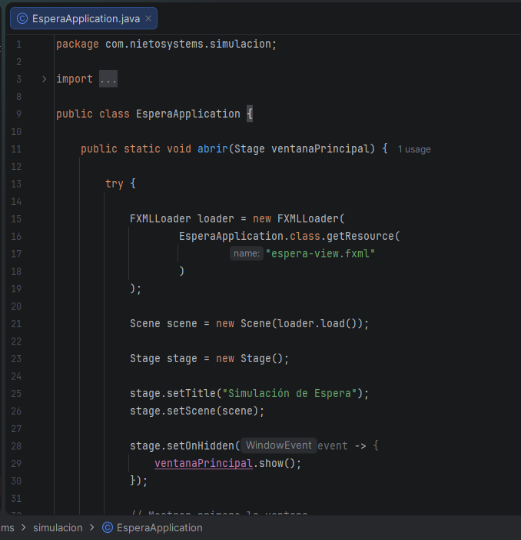 EsperaApplication.java
1 package com.nietosystems.simulacion;
2
3 import ...
8
9 public class EsperaApplication {
10
11 public static void abrir(Stage ventanaPrincipal) { 1 usage
12
13 try {
14
15 FXMLLoader loader = new FXMLLoader(
16 EsperaApplication.class.getResource(
17 name: "espera-view.fxml"
18 )
19 );
20
21 Scene scene = new Scene(loader.load());
22
23 Stage stage = new Stage();
24
25 stage.setTitle("Simulación de Espera");
26 stage.setScene(scene);
27
28 stage.setOnHidden( WindowEvent event -> {
29 ventanaPrincipal.show();
30 });
31
ms > simulacion > EsperaApplication